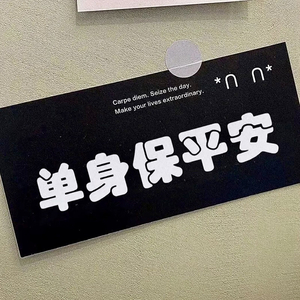 Carpe diem. Seize the day.
Make your lives extraordinary.
*∩ ∩*
单身保平安